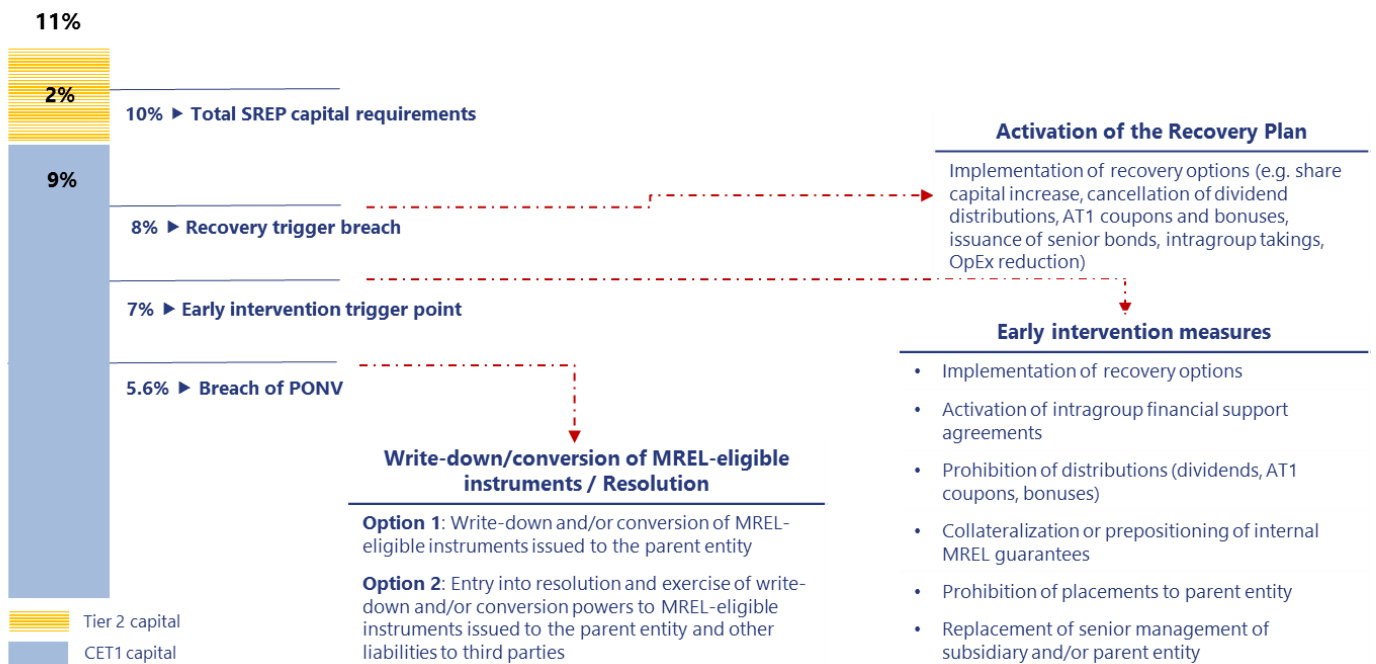 11%
2%
10% ► Total SREP capital requirements
9%
8% ► Recovery trigger breach
7% ► Early intervention trigger point
5.6% ► Breach of PONV
Activation of the Recovery Plan
Implementation of recovery options (e.g. share
capital increase, cancellation of dividend
distributions, AT1 coupons and bonuses,
issuance of senior bonds, intragroup takings,
OpEx reduction)
Early intervention measures
• Implementation of recovery options
• Activation of intragroup financial support
agreements
• Prohibition of distributions (dividends, AT1
coupons, bonuses)
• Collateralization or prepositioning of internal
MREL guarantees
• Prohibition of placements to parent entity
• Replacement of senior management of
subsidiary and/or parent entity
Write-down/conversion of MREL-eligible
instruments / Resolution
Option 1: Write-down and/or conversion of MREL-
eligible instruments issued to the parent entity
Option 2: Entry into resolution and exercise of write-
down and/or conversion powers to MREL-eligible
instruments issued to the parent entity and other
liabilities to third parties
Tier 2 capital
CET1 capital